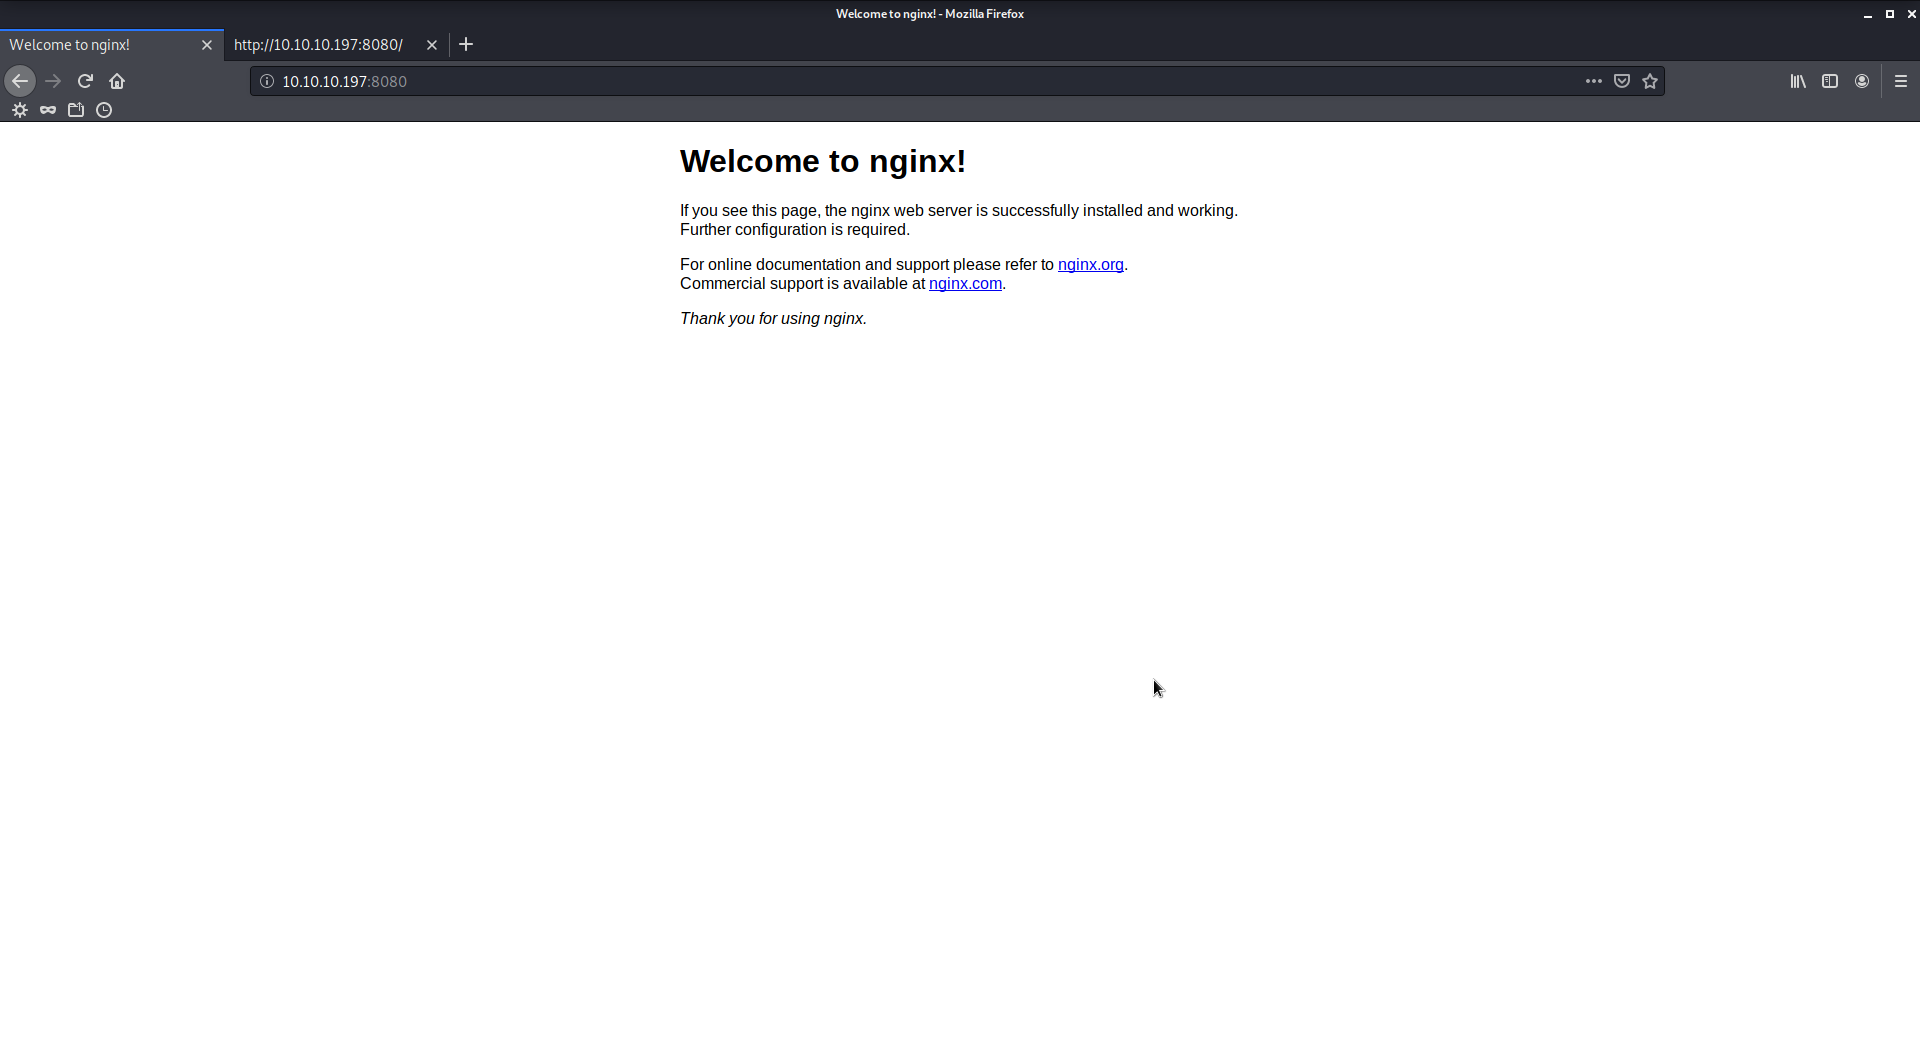 Welcome to nginx! - Mozilla Firefox
Welcome to nginx!
http://10.10.10.197:8080/
10.10.10.197:8080
Welcome to nginx!
If you see this page, the nginx web server is successfully installed and working.
Further configuration is required.
For online documentation and support please refer to nginx.org.
Commercial support is available at nginx.com.
Thank you for using nginx.